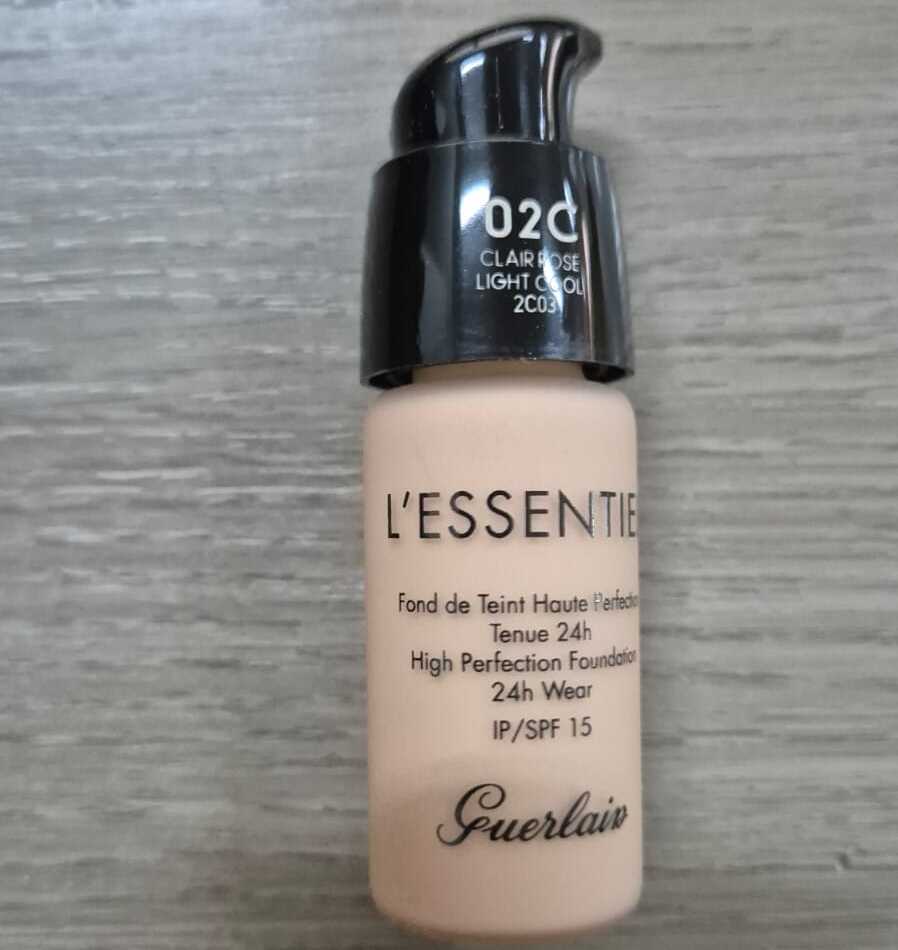 02C
CLAIR ROSE
LIGHT COOL
2C03
L'ESSENTIE
Fond de Teint Haute Perfection
Tenue 24h
High Perfection Foundation
24h Wear
IP/SPF 15
Guerlain